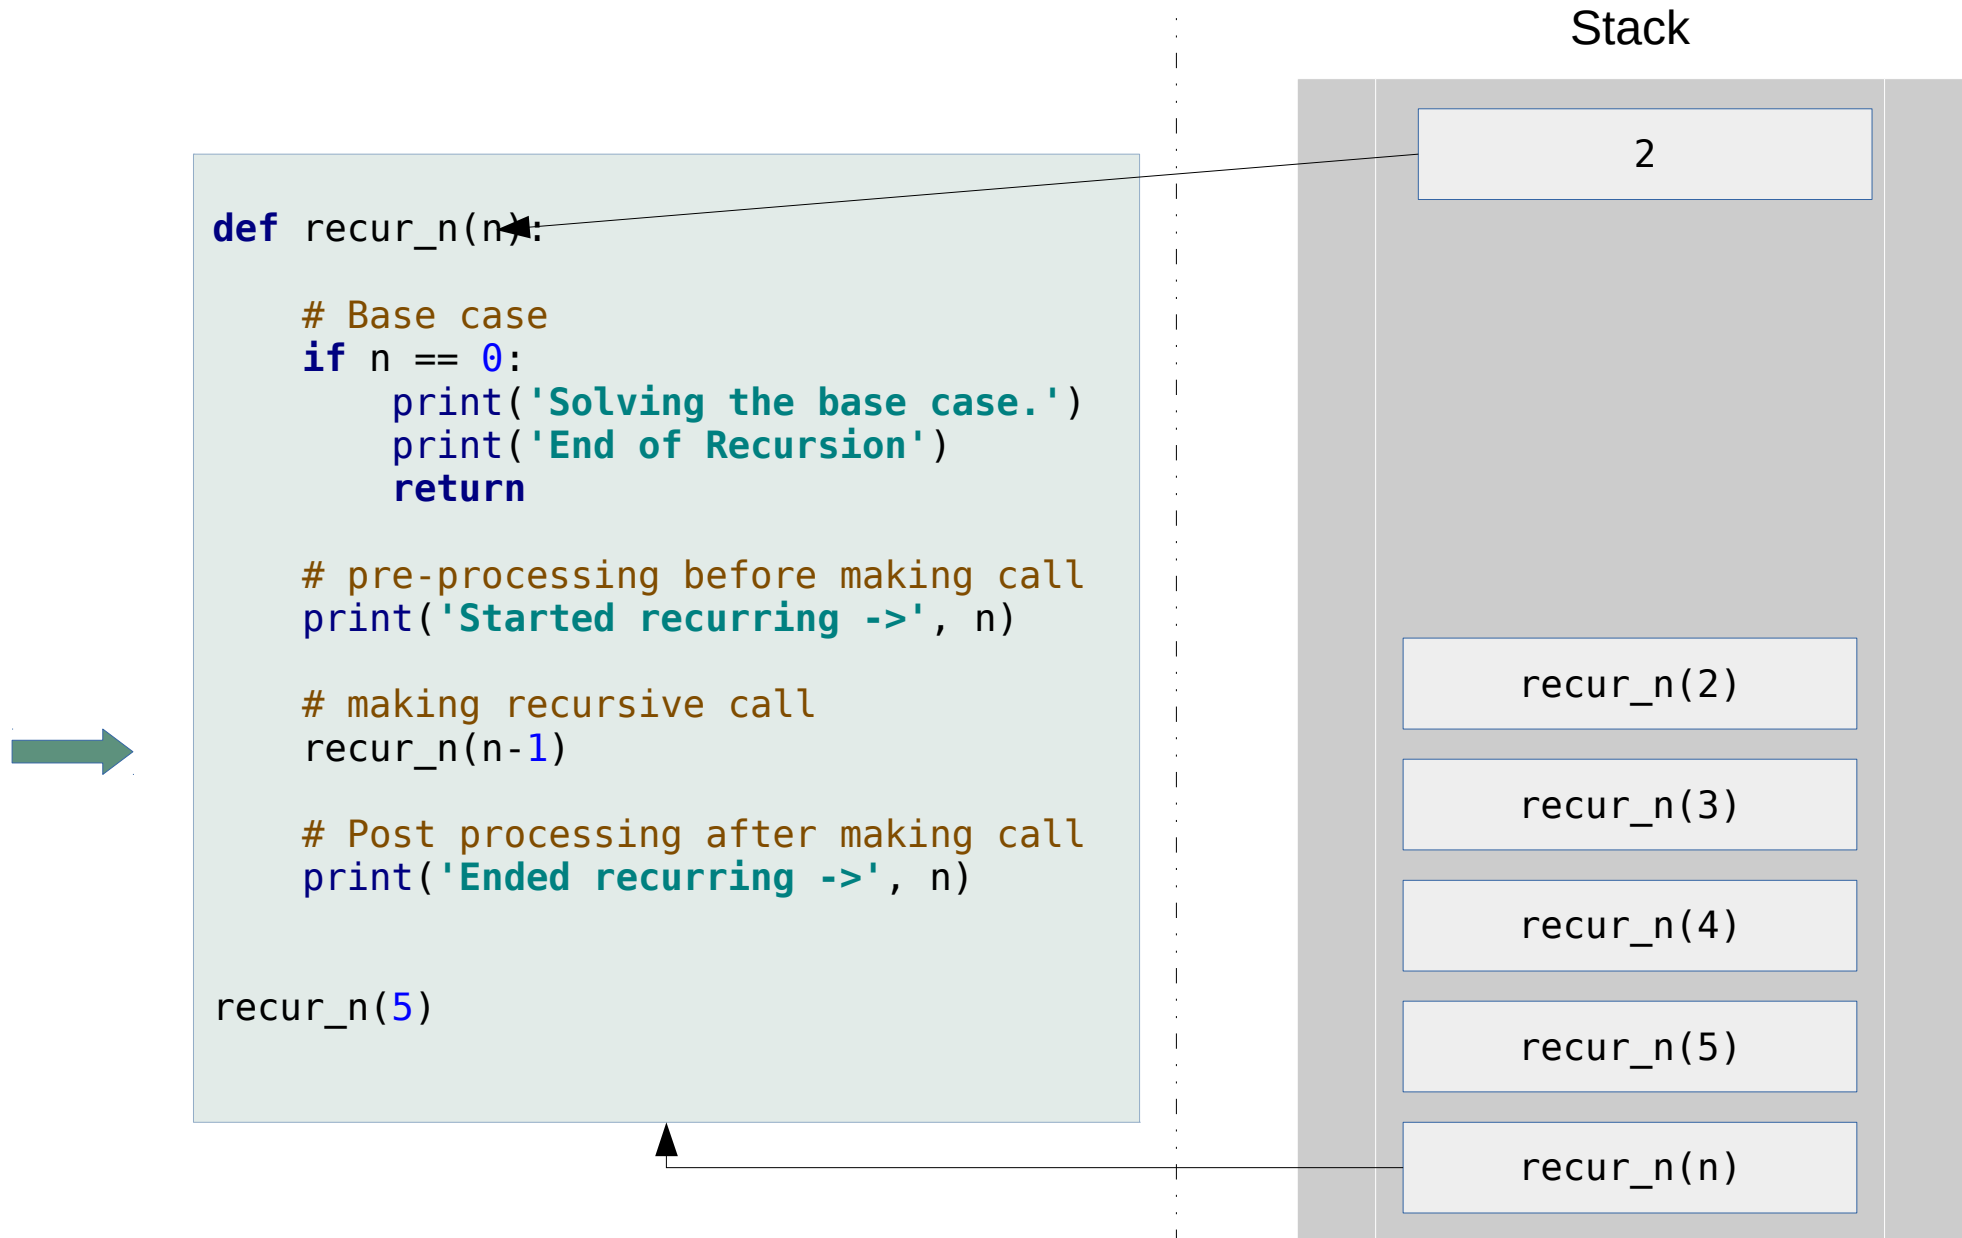 Stack
2
def recur_n(n):
# Base case
if n == 0:
print('Solving the base case.')
print('End of Recursion')
return
# pre-processing before making call
print('Started recurring ->', n)
# making recursive call
recur_n(n-1)
# Post processing after making call
print('Ended recurring ->', n)
recur_n(5)
recur_n(2)
recur_n(3)
recur_n(4)
recur_n(5)
recur_n(n)